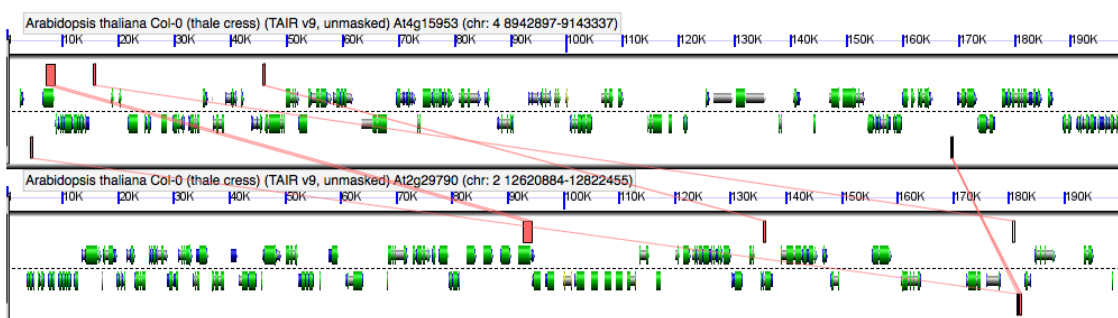 Arabidopsis thaliana Col-0 (thale cress) (TAIR v9, unmasked) At4g15953 (chr: 4 8942897-9143337)
10K 20K 30K 40K 50K 60K 70K 80K 90K 100K 110K 120K 130K 140K 150K 160K 170K 180K 190K
Arabidopsis thaliana Col-0 (thale cress) (TAIR v9, unmasked) At2g29790 (chr: 2 12620884-12822455)
10K 20K 30K 40K 50K 60K 70K 80K 90K 100K 110K 120K 130K 140K 150K 160K 170K 180K 190K